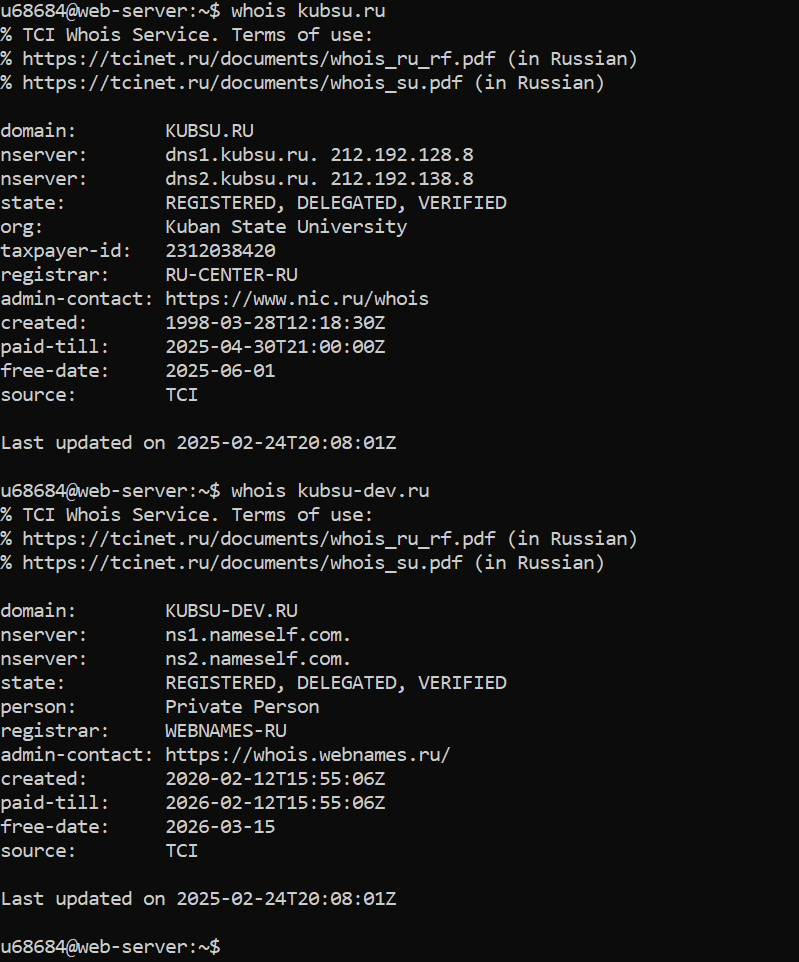 u68684@web-server:~$ whois kubsu.ru
% TCI Whois Service. Terms of use:
% https://tcinet.ru/documents/whois_ru_rf.pdf (in Russian)
% https://tcinet.ru/documents/whois_su.pdf (in Russian)

domain:        KUBSU.RU
nserver:       dns1.kubsu.ru. 212.192.128.8
nserver:       dns2.kubsu.ru. 212.192.138.8
state:         REGISTERED, DELEGATED, VERIFIED
org:           Kuban State University
taxpayer-id:   2312038420
registrar:     RU-CENTER-RU
admin-contact: https://www.nic.ru/whois
created:       1998-03-28T12:18:30Z
paid-till:     2025-04-30T21:00:00Z
free-date:     2025-06-01
source:        TCI

Last updated on 2025-02-24T20:08:01Z

u68684@web-server:~$ whois kubsu-dev.ru
% TCI Whois Service. Terms of use:
% https://tcinet.ru/documents/whois_ru_rf.pdf (in Russian)
% https://tcinet.ru/documents/whois_su.pdf (in Russian)

domain:        KUBSU-DEV.RU
nserver:       ns1.nameself.com.
nserver:       ns2.nameself.com.
state:         REGISTERED, DELEGATED, VERIFIED
person:        Private Person
registrar:     WEBNAMES-RU
admin-contact: https://whois.webnames.ru/
created:       2020-02-12T15:55:06Z
paid-till:     2026-02-12T15:55:06Z
free-date:     2026-03-15
source:        TCI

Last updated on 2025-02-24T20:08:01Z

u68684@web-server:~$